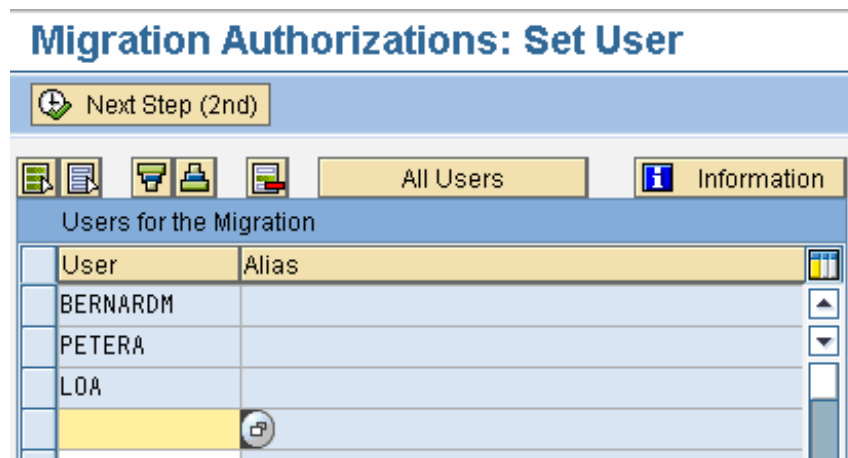 Migration Authorizations: Set User
Next Step (2nd)
All Users Information
Users for the Migration
User Alias
BERNARDM
PETERA
LOA